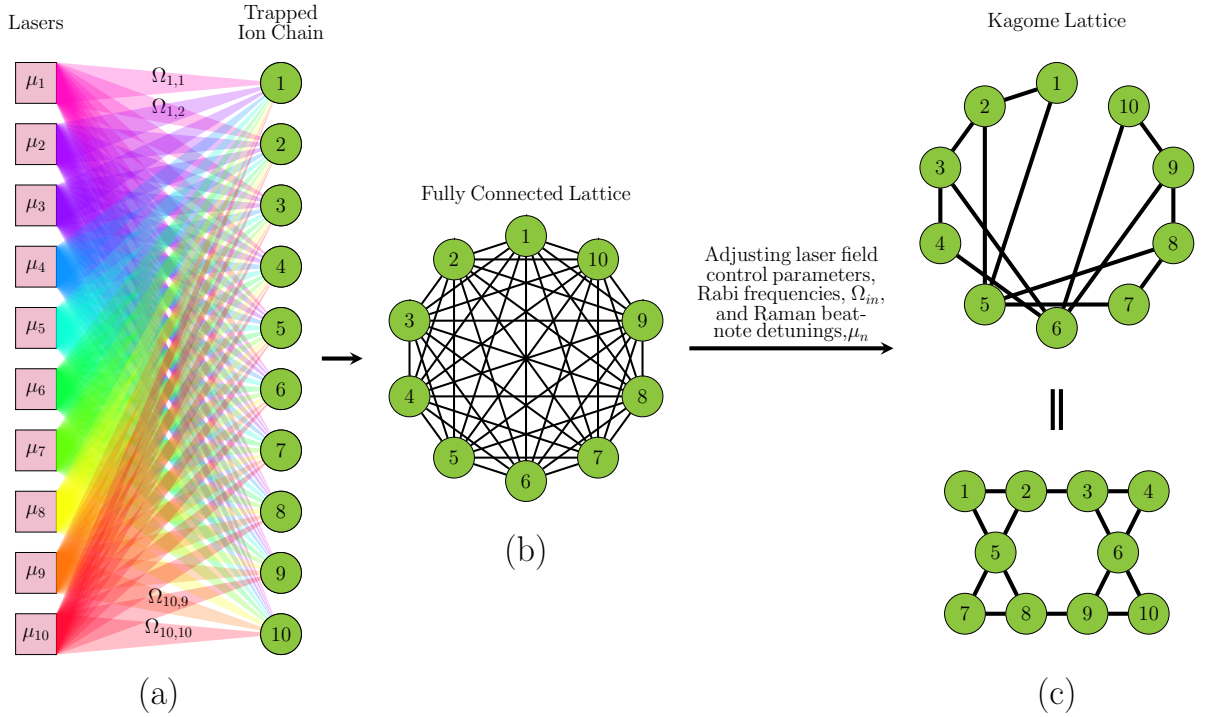 Lasers
Trapped
Ion Chain
μ₁
μ₂
μ₃
μ₄
μ₅
μ₆
μ₇
μ₈
μ₉
μ₁₀
Ω₁,₁
Ω₁,₂
Ω₁₀,₉
Ω₁₀,₁₀
1
2
3
4
5
6
7
8
9
10
(a)
Fully Connected Lattice
1
2
10
3
9
4
8
5
7
6
(b)
Adjusting laser field
control parameters,
Rabi frequencies, Ωᵢₙ,
and Raman beat-
note detunings,μₙ
Kagome Lattice
1
2
10
3
9
4
8
5
7
6
1 2 3 4
5 6
7 8 9 10
(c)